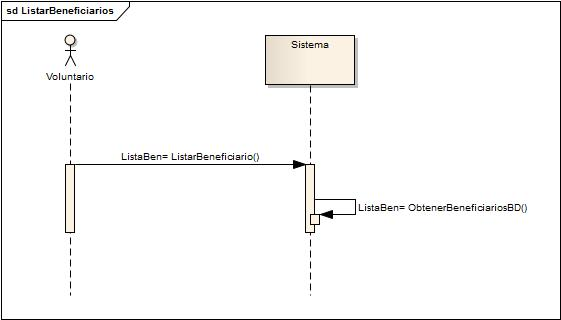 sd ListarBeneficiarios
Voluntario
Sistema
ListaBen= ListarBeneficiario()
ListaBen= ObtenerBeneficiariosBD()